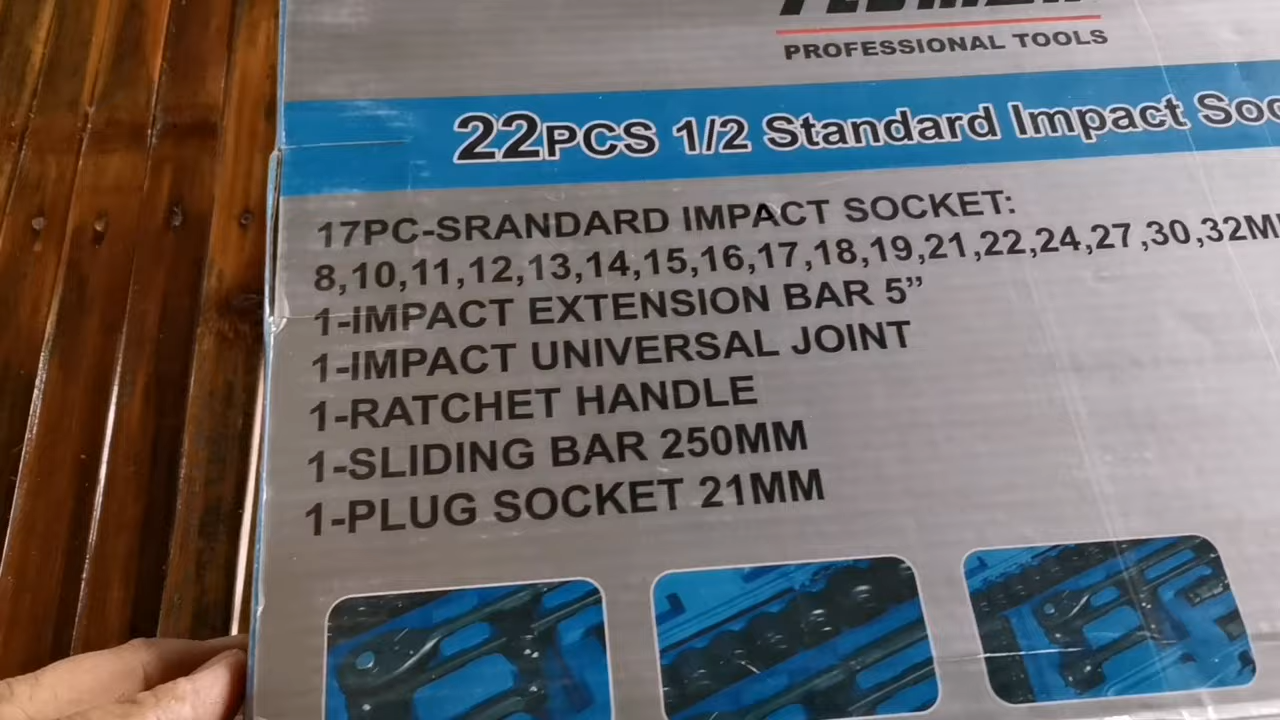 PROFESSIONAL TOOLS
22PCS 1/2 Standard Impact
17PC-SRANDARD IMPACT SOCKET:
8,10,11,12,13,14,15,16,17,18,19,21,22,24,27,30,32M
1-IMPACT EXTENSION BAR 5”
1-IMPACT UNIVERSAL JOINT
1-RATCHET HANDLE
1-SLIDING BAR 250MM
1-PLUG SOCKET 21MM